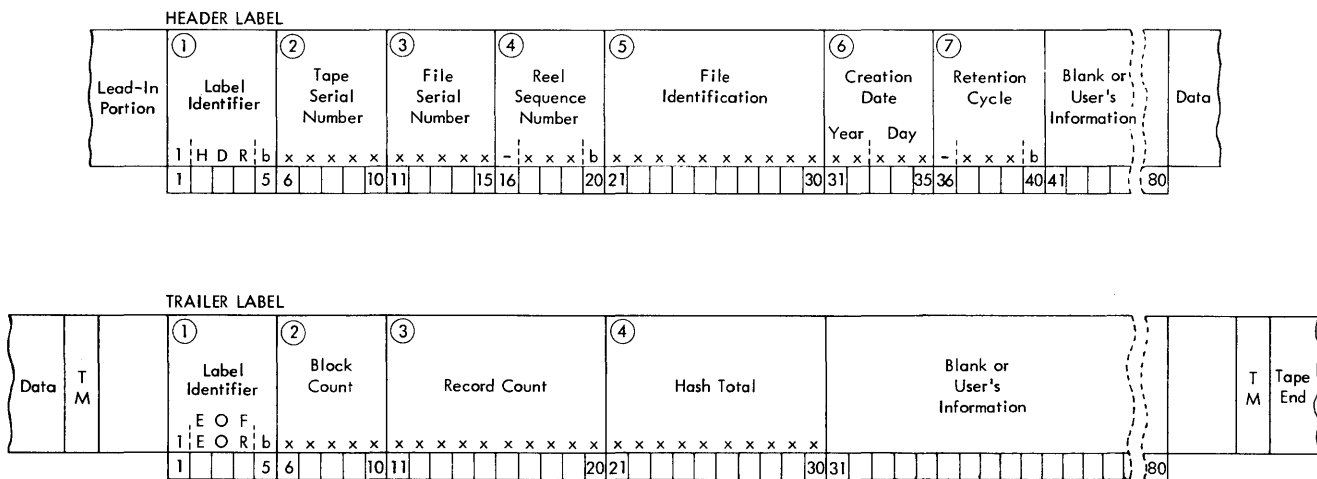 HEADER LABEL
Lead-In
Portion
1
Label
Identifier
1 H D R b
2
Tape
Serial
Number
x x x x x
3
File
Serial
Number
x x x x x
4
Reel
Sequence
Number
- x x x b
5
File
Identification
x x x x x x x x x x
6
Creation
Date
Year Day
x x x x x
7
Retention
Cycle
- x x x b
Blank or
User's
Information
Data
1 5 6 10 11 15 16 20 21 30 31 35 36 40 41 80
TRAILER LABEL
Data
T
M
1
Label
Identifier
E O F
1 E O R b
2
Block
Count
x x x x x
3
Record Count
x x x x x x x x x x
4
Hash Total
x x x x x x x x x x
Blank or
User's
Information
T
M
Tape
End
1 5 6 10 11 20 21 30 31 80